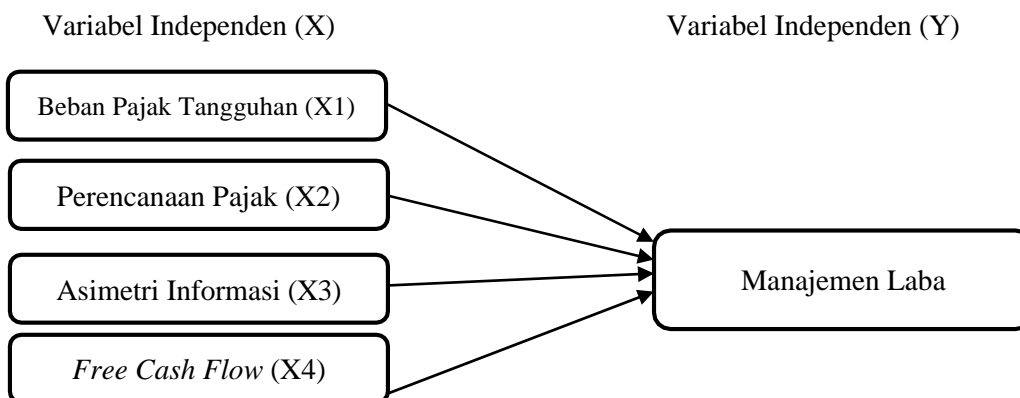 Variabel Independen (X)
Variabel Independen (Y)
Beban Pajak Tangguhan (X1)
Perencanaan Pajak (X2)
Asimetri Informasi (X3)
Free Cash Flow (X4)
Manajemen Laba